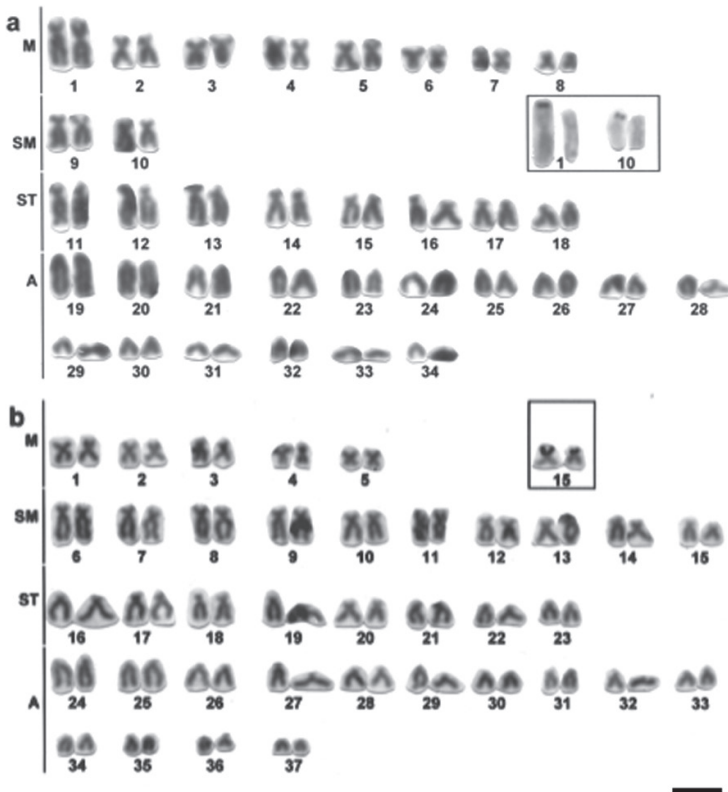 a
M
1 2 3 4 5 6 7 8
SM
9 10 1 10
ST
11 12 13 14 15 16 17 18
A
19 20 21 22 23 24 25 26 27 28
29 30 31 32 33 34
b
M
1 2 3 4 5 15
SM
6 7 8 9 10 11 12 13 14 15
ST
16 17 18 19 20 21 22 23
A
24 25 26 27 28 29 30 31 32 33
34 35 36 37